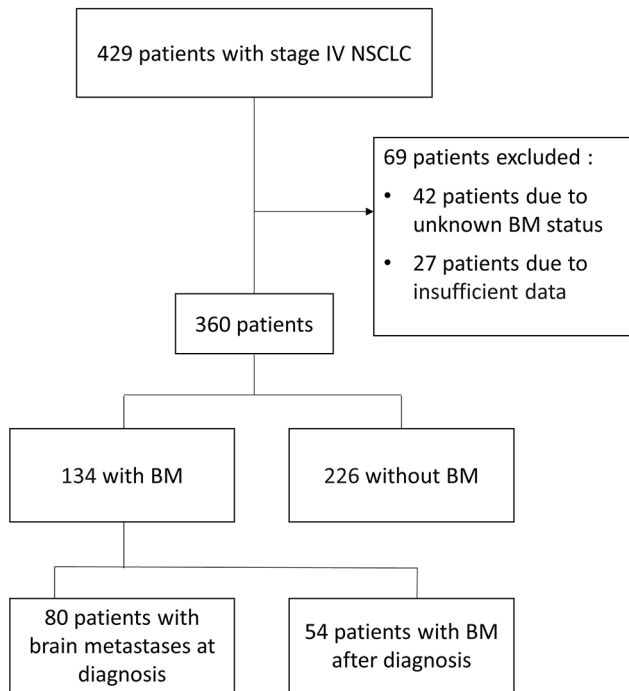 429 patients with stage IV NSCLC
69 patients excluded :
• 42 patients due to
unknown BM status
• 27 patients due to
insufficient data
360 patients
134 with BM
226 without BM
80 patients with
brain metastases at
diagnosis
54 patients with BM
after diagnosis